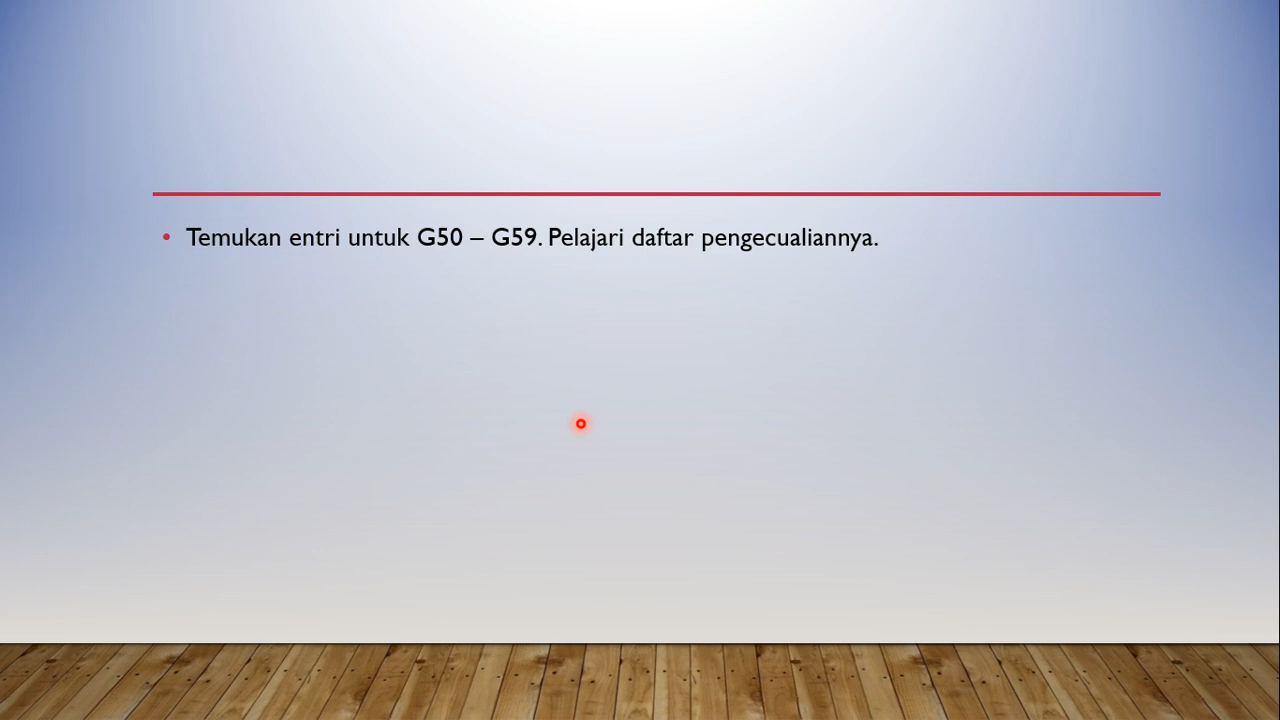 • Temukan entri untuk G50 – G59. Pelajari daftar pengecualiannya.